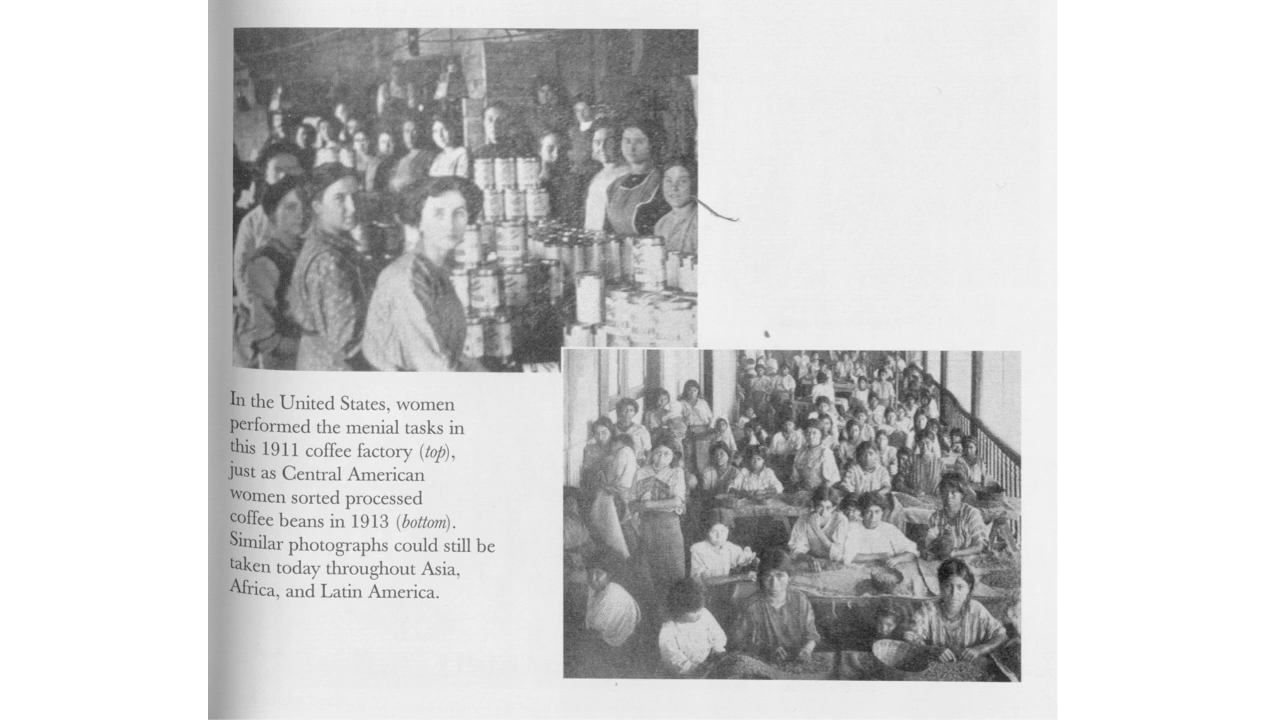 In the United States, women
performed the menial tasks in
this 1911 coffee factory (top),
just as Central American
women sorted processed
coffee beans in 1913 (bottom).
Similar photographs could still be
taken today throughout Asia,
Africa, and Latin America.